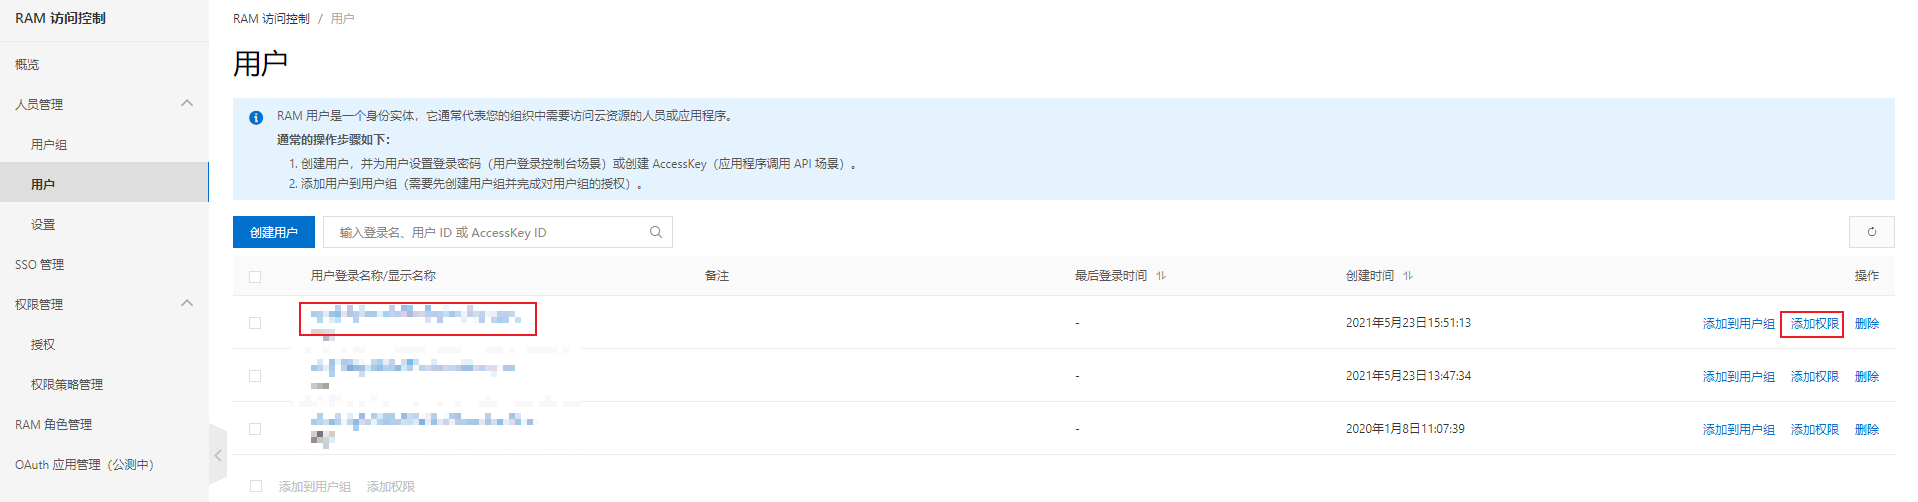 RAM 访问控制
概览
人员管理
用户组
用户
设置
SSO 管理
权限管理
授权
权限策略管理
RAM 角色管理
OAuth 应用管理（公测中）
RAM 访问控制 / 用户
用户
RAM 用户是一个身份实体，它通常代表您的组织中需要访问云资源的人员或应用程序。
通常的操作步骤如下：
1. 创建用户，并为用户设置登录密码（用户登录控制台场景）或创建 AccessKey（应用程序调用 API 场景）。
2. 添加用户到用户组（需要先创建用户组并完成对用户组的授权）。
创建用户 输入登录名、用户 ID 或 AccessKey ID
用户登录名称/显示名称 备注 最后登录时间 创建时间 操作
- 2021年5月23日15:51:13 添加到用户组 添加权限 删除
- 2021年5月23日13:47:34 添加到用户组 添加权限 删除
- 2020年1月8日11:07:39 添加到用户组 添加权限 删除
添加到用户组 添加权限